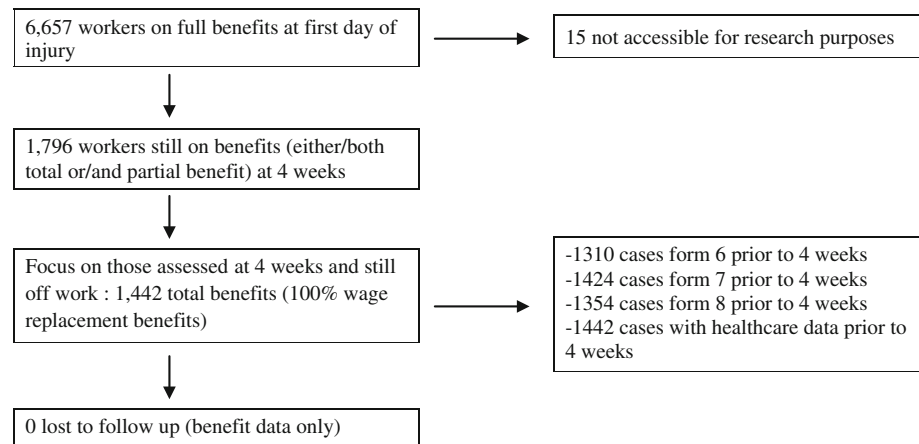 6,657 workers on full benefits at first day of
injury
15 not accessible for research purposes
1,796 workers still on benefits (either/both
total or/and partial benefit) at 4 weeks
Focus on those assessed at 4 weeks and still
off work : 1,442 total benefits (100% wage
replacement benefits)
-1310 cases form 6 prior to 4 weeks
-1424 cases form 7 prior to 4 weeks
-1354 cases form 8 prior to 4 weeks
-1442 cases with healthcare data prior to
4 weeks
0 lost to follow up (benefit data only)